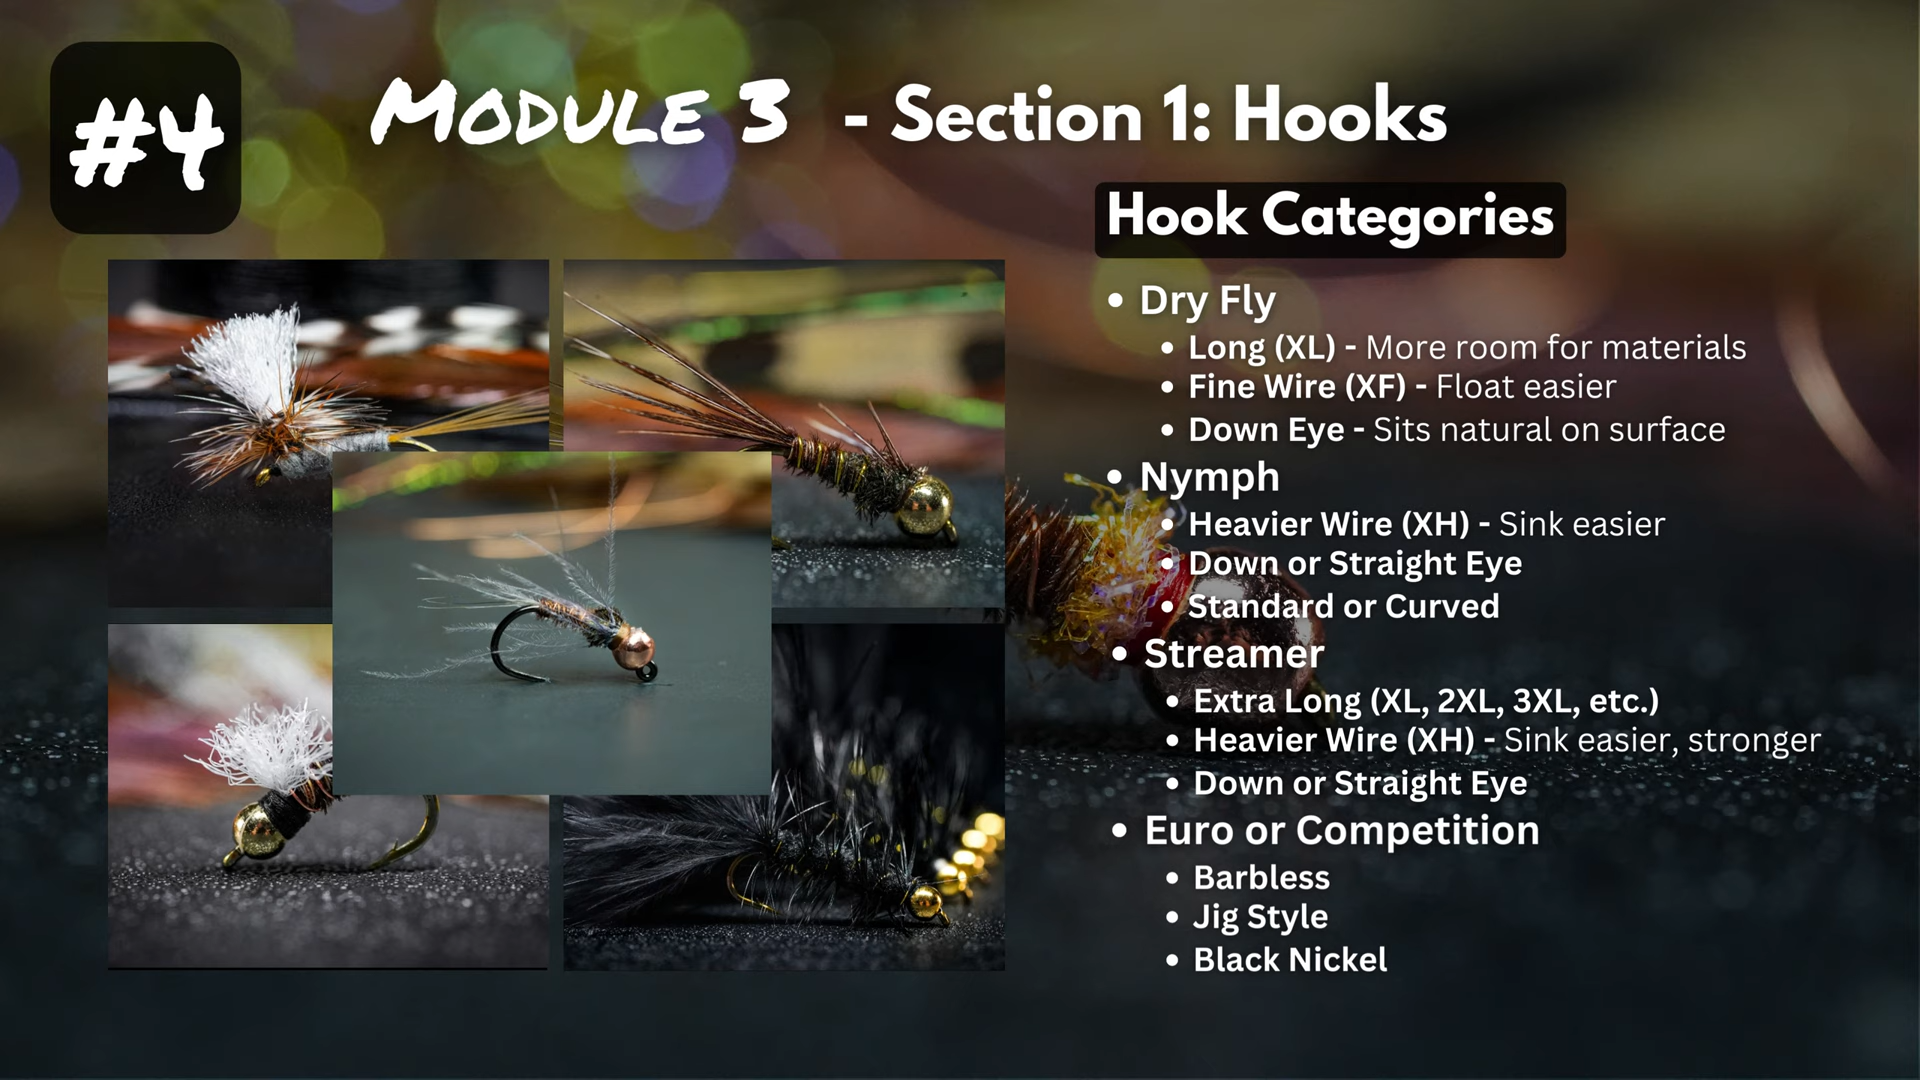 #4
Module 3 - Section 1: Hooks
Hook Categories
• Dry Fly
• Long (XL) - More room for materials
• Fine Wire (XF) - Float easier
• Down Eye - Sits natural on surface
• Nymph
• Heavier Wire (XH) - Sink easier
• Down or Straight Eye
• Standard or Curved
• Streamer
• Extra Long (XL, 2XL, 3XL, etc.)
• Heavier Wire (XH) - Sink easier, stronger
• Down or Straight Eye
• Euro or Competition
• Barbless
• Jig Style
• Black Nickel